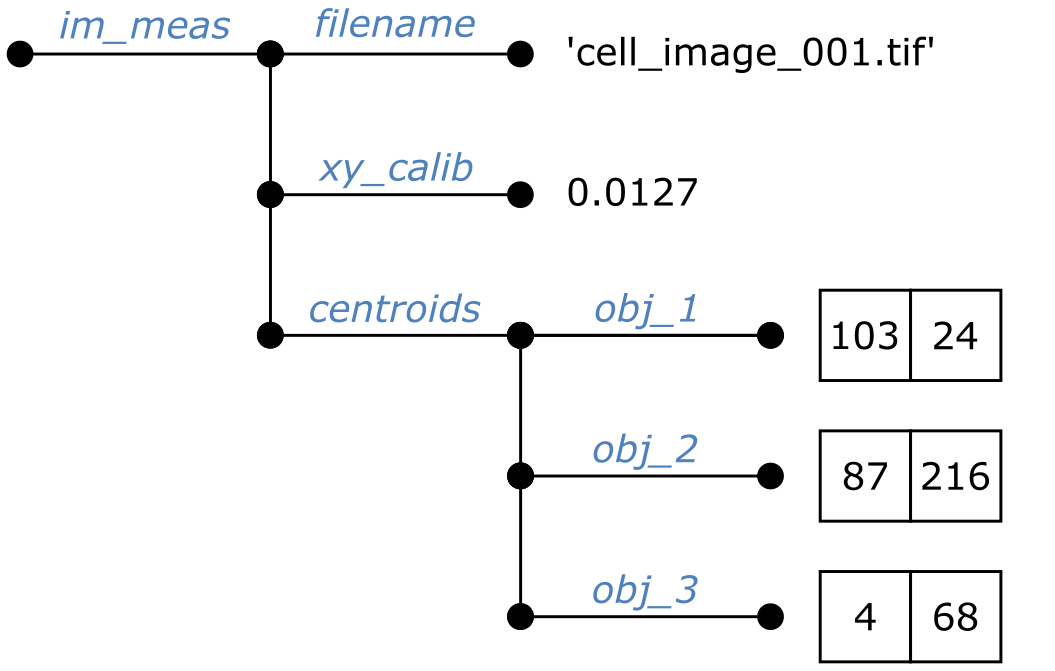 im_meas filename 'cell_image_001.tif'
xy_calib 0.0127
centroids obj_1 103 24
obj_2 87 216
obj_3 4 68